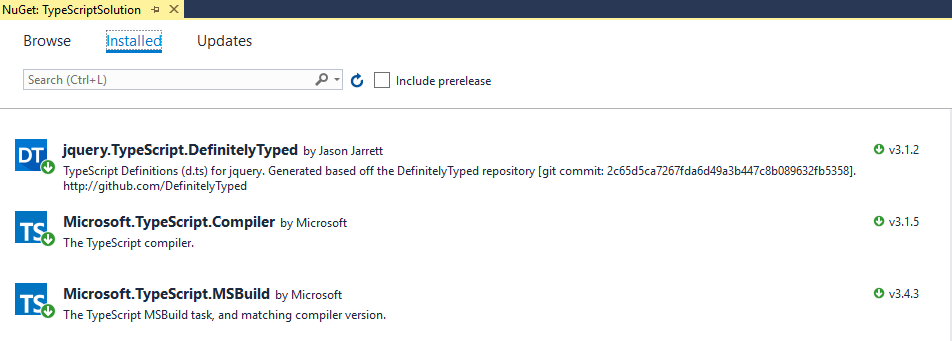 NuGet: TypeScriptSolution
Browse Installed Updates
Search (Ctrl+L) Include prerelease
DT jquery.TypeScript.DefinitelyTyped by Jason Jarrett v3.1.2
TypeScript Definitions (d.ts) for jquery. Generated based off the DefinitelyTyped repository [git commit: 2c65d5ca7267fda6d49a3b447c8b089632fb5358].
http://github.com/DefinitelyTyped
TS Microsoft.TypeScript.Compiler by Microsoft v3.1.5
The TypeScript compiler.
TS Microsoft.TypeScript.MSBuild by Microsoft v3.4.3
The TypeScript MSBuild task, and matching compiler version.